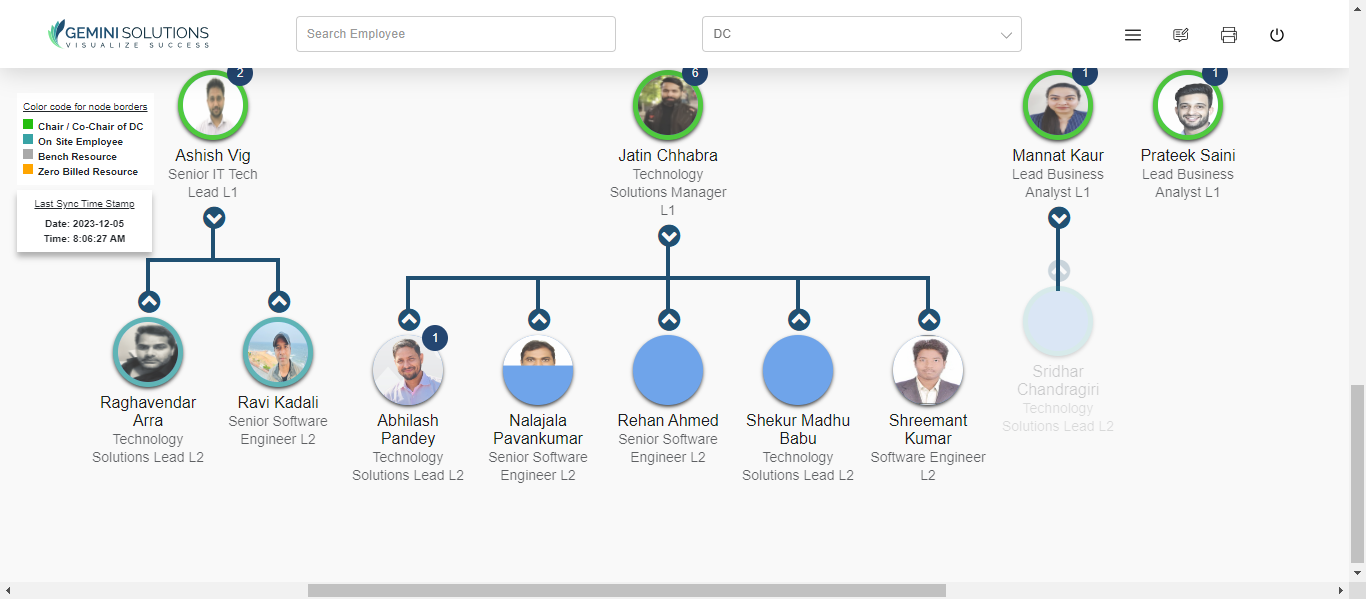 GEMINI SOLUTIONS
VISUALIZE SUCCESS
Search Employee
DC
Color code for node borders
Chair / Co-Chair of DC
On Site Employee
Bench Resource
Zero Billed Resource
Last Sync Time Stamp
Date: 2023-12-05
Time: 8:06:27 AM
2
Ashish Vig
Senior IT Tech
Lead L1
6
Jatin Chhabra
Technology
Solutions Manager
L1
1
Mannat Kaur
Lead Business
Analyst L1
1
Prateek Saini
Lead Business
Analyst L1
Raghavendar
Arra
Technology
Solutions Lead L2
Ravi Kadali
Senior Software
Engineer L2
1
Abhilash
Pandey
Technology
Solutions Lead L2
Nalajala
Pavankumar
Senior Software
Engineer L2
Rehan Ahmed
Senior Software
Engineer L2
Shekur Madhu
Babu
Technology
Solutions Lead L2
Shreemant
Kumar
Software Engineer
L2
Sridhar
Chandragiri
Technology
Solutions Lead L2